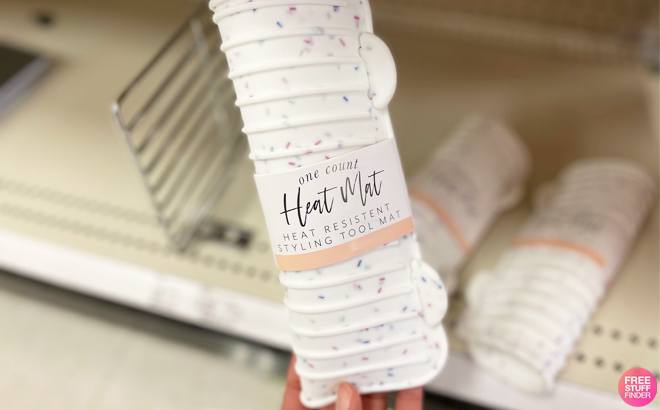 one count
Heat Mat
HEAT RESISTENT
STYLING TOOL MAT
FREE
STUFF
FINDER